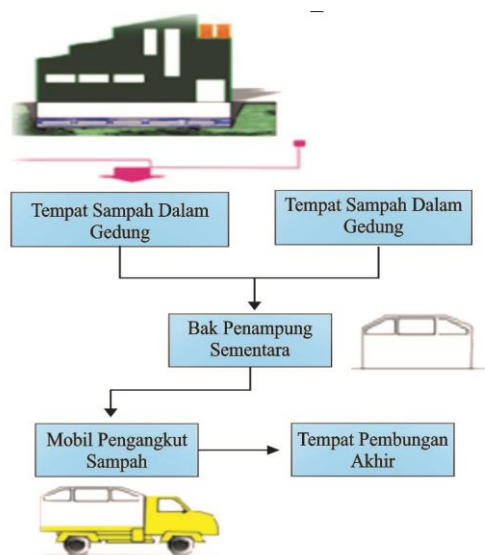 Tempat Sampah Dalam
Gedung
Tempat Sampah Dalam
Gedung
Bak Penampung
Sementara
Mobil Pengangkut
Sampah
Tempat Pembungan
Akhir